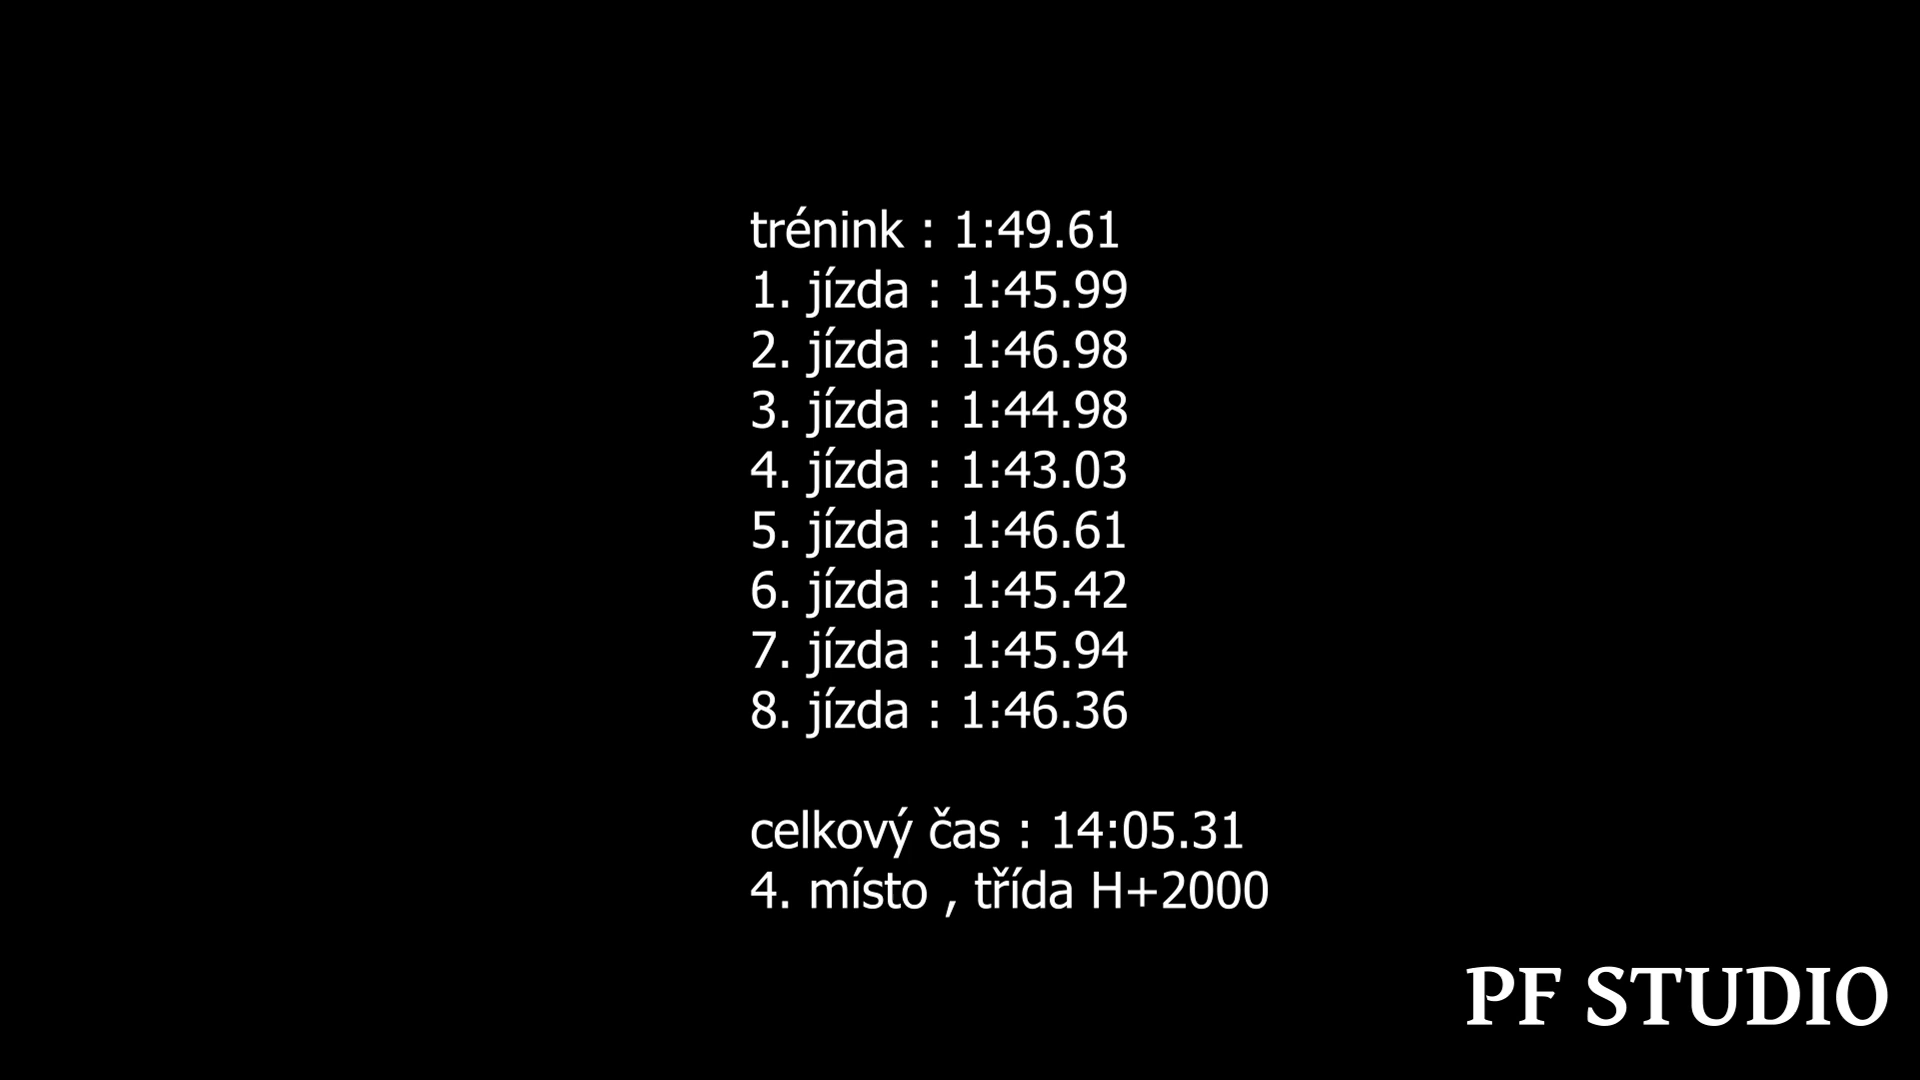 trénink : 1:49.61
1. jízda : 1:45.99
2. jízda : 1:46.98
3. jízda : 1:44.98
4. jízda : 1:43.03
5. jízda : 1:46.61
6. jízda : 1:45.42
7. jízda : 1:45.94
8. jízda : 1:46.36
celkový čas : 14:05.31
4. místo , třída H+2000
PF STUDIO